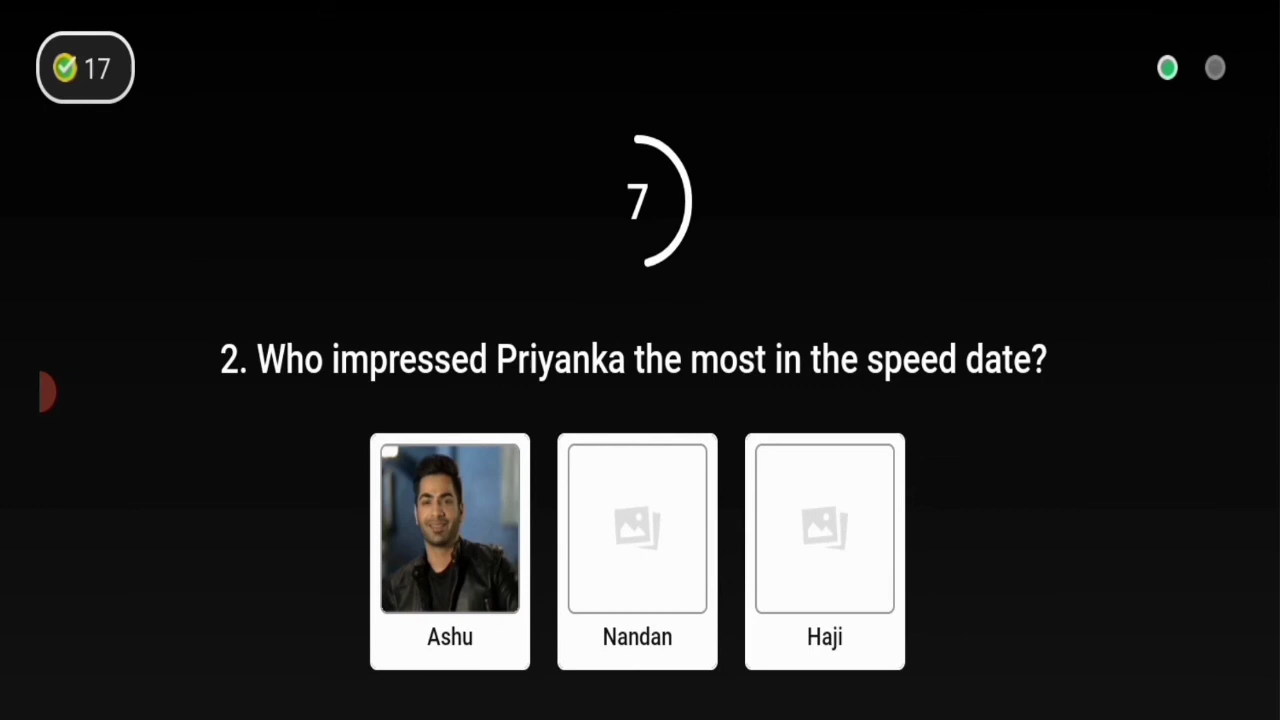 17
7
2. Who impressed Priyanka the most in the speed date?
Ashu
Nandan
Haji